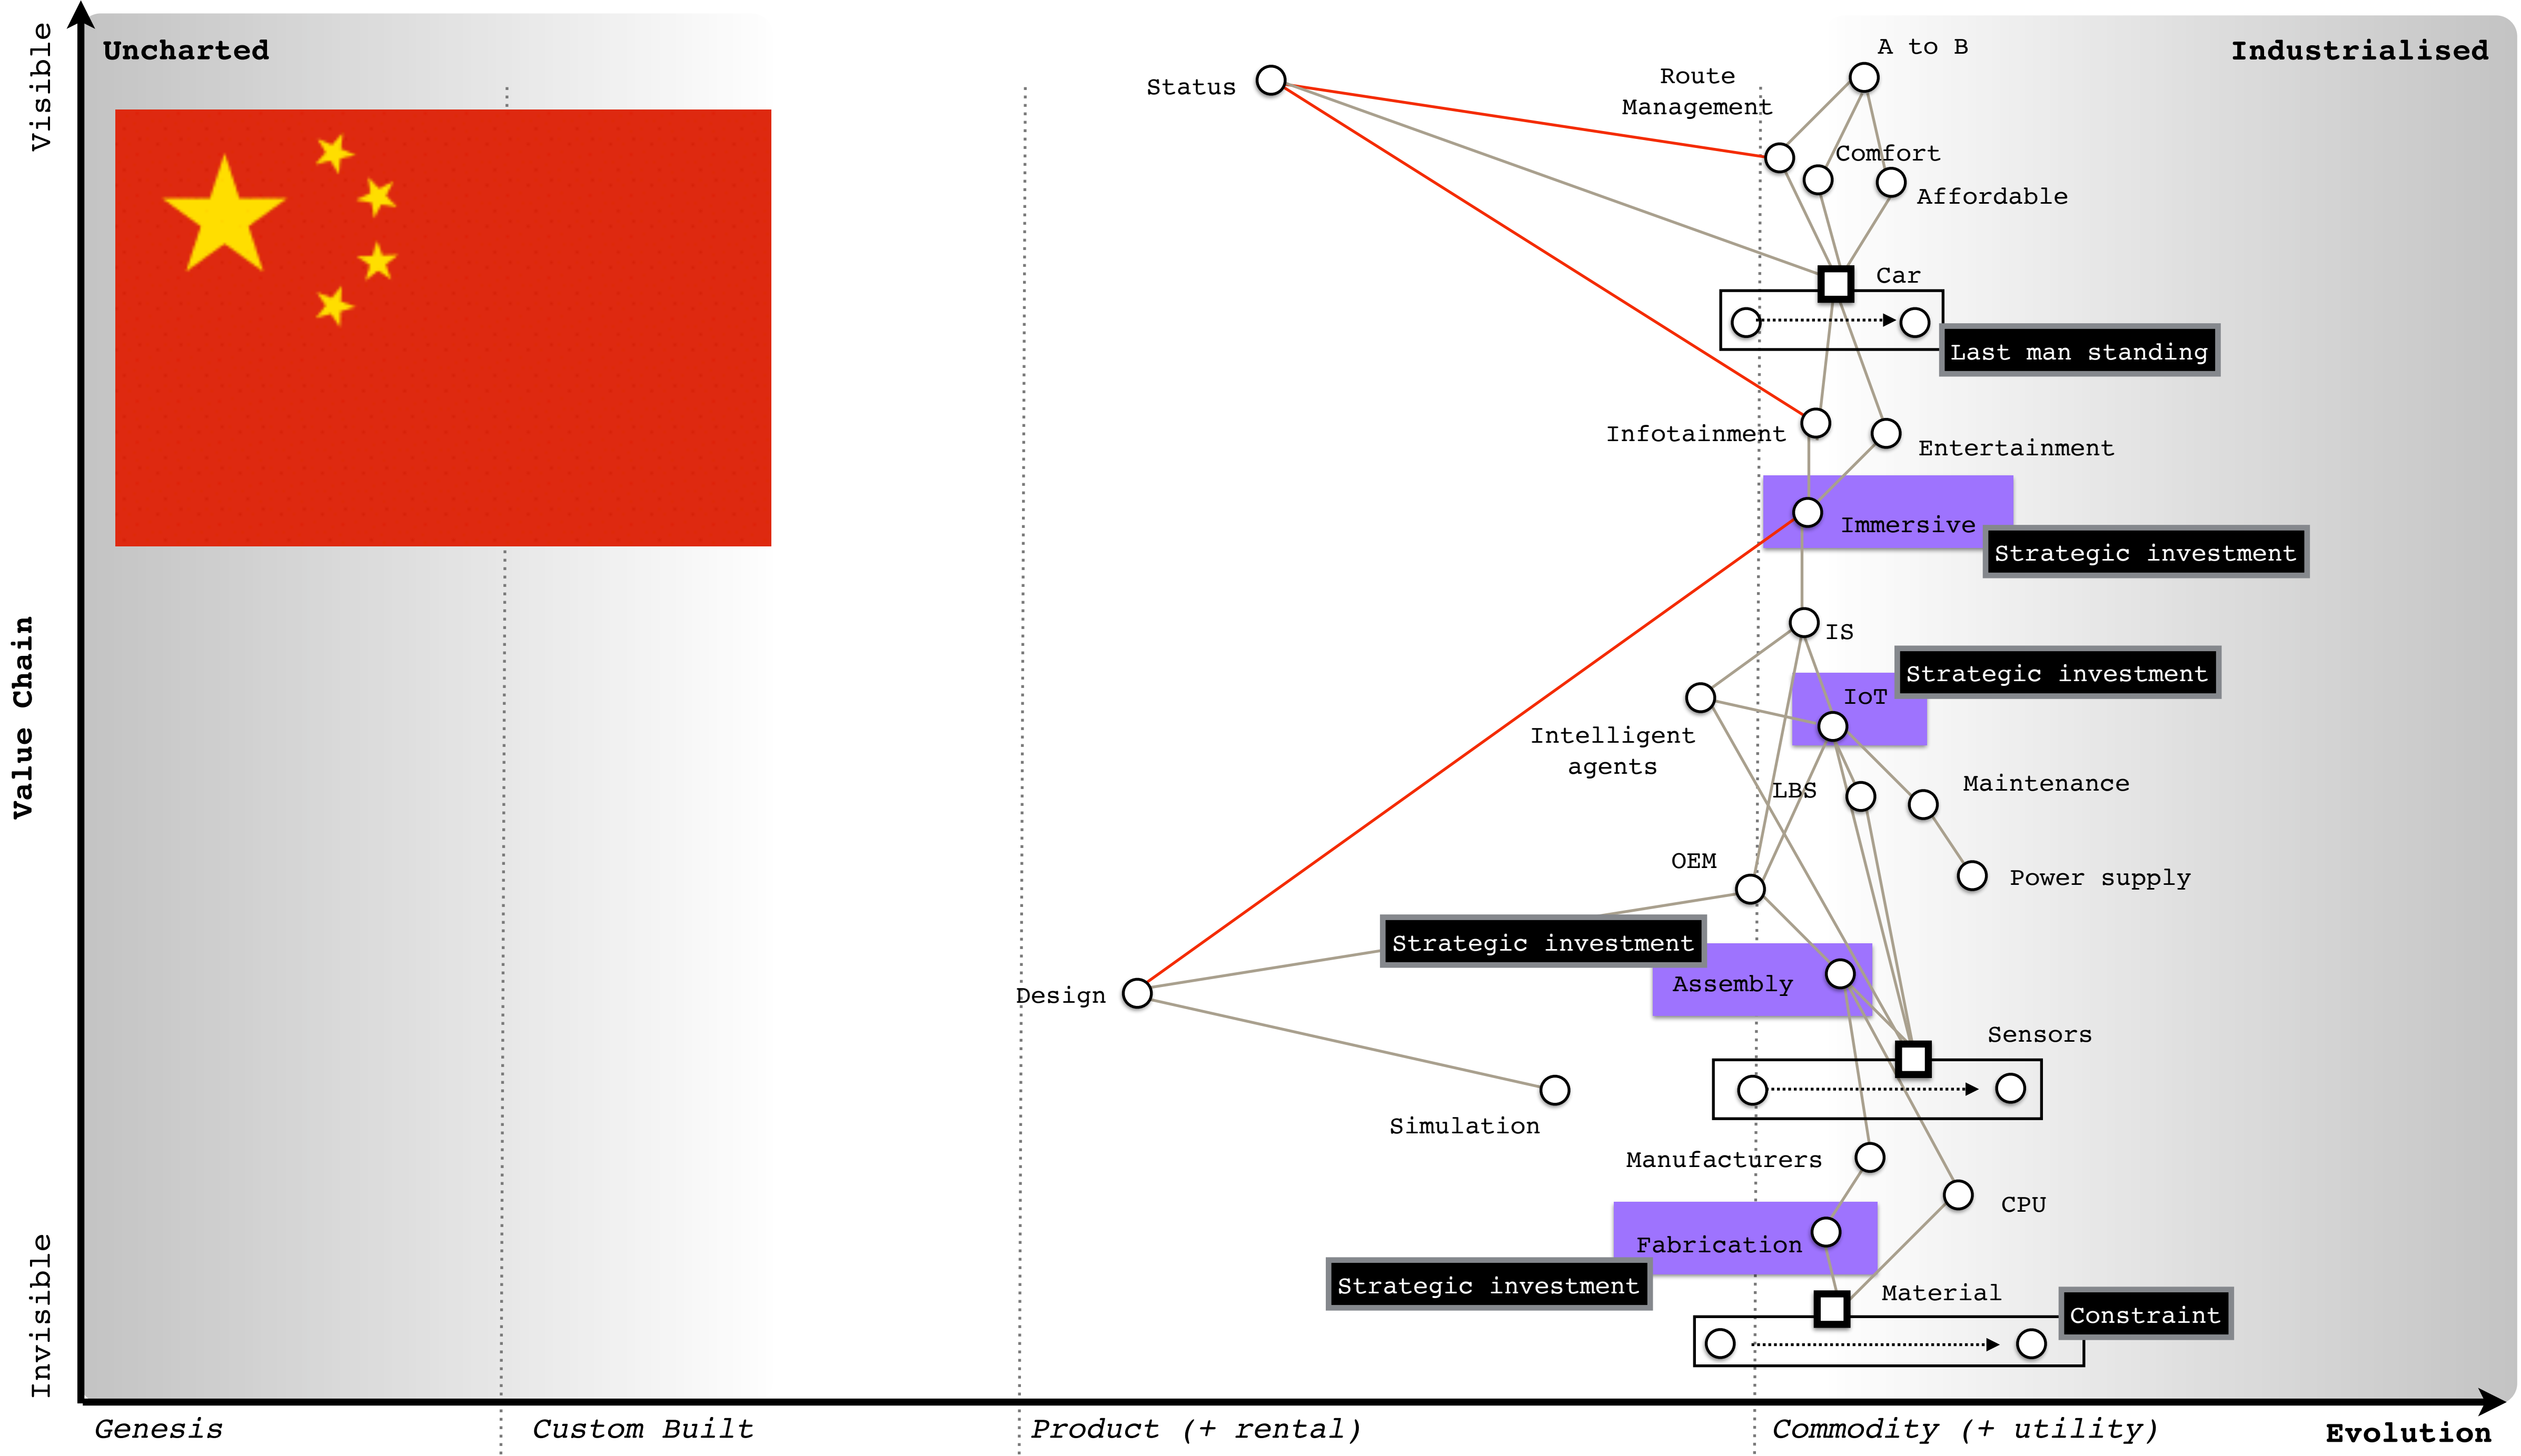 Uncharted
Industrialised
Visible
Value Chain
Invisible
A to B
Status
Route
Management
Comfort
Affordable
Car
Last man standing
Infotainment
Entertainment
Immersive
Strategic investment
IS
Strategic investment
IoT
Intelligent
agents
LBS
Maintenance
OEM
Power supply
Strategic investment
Assembly
Design
Sensors
Simulation
Manufacturers
CPU
Fabrication
Strategic investment
Material
Constraint
Genesis
Custom Built
Product (+ rental)
Commodity (+ utility)
Evolution